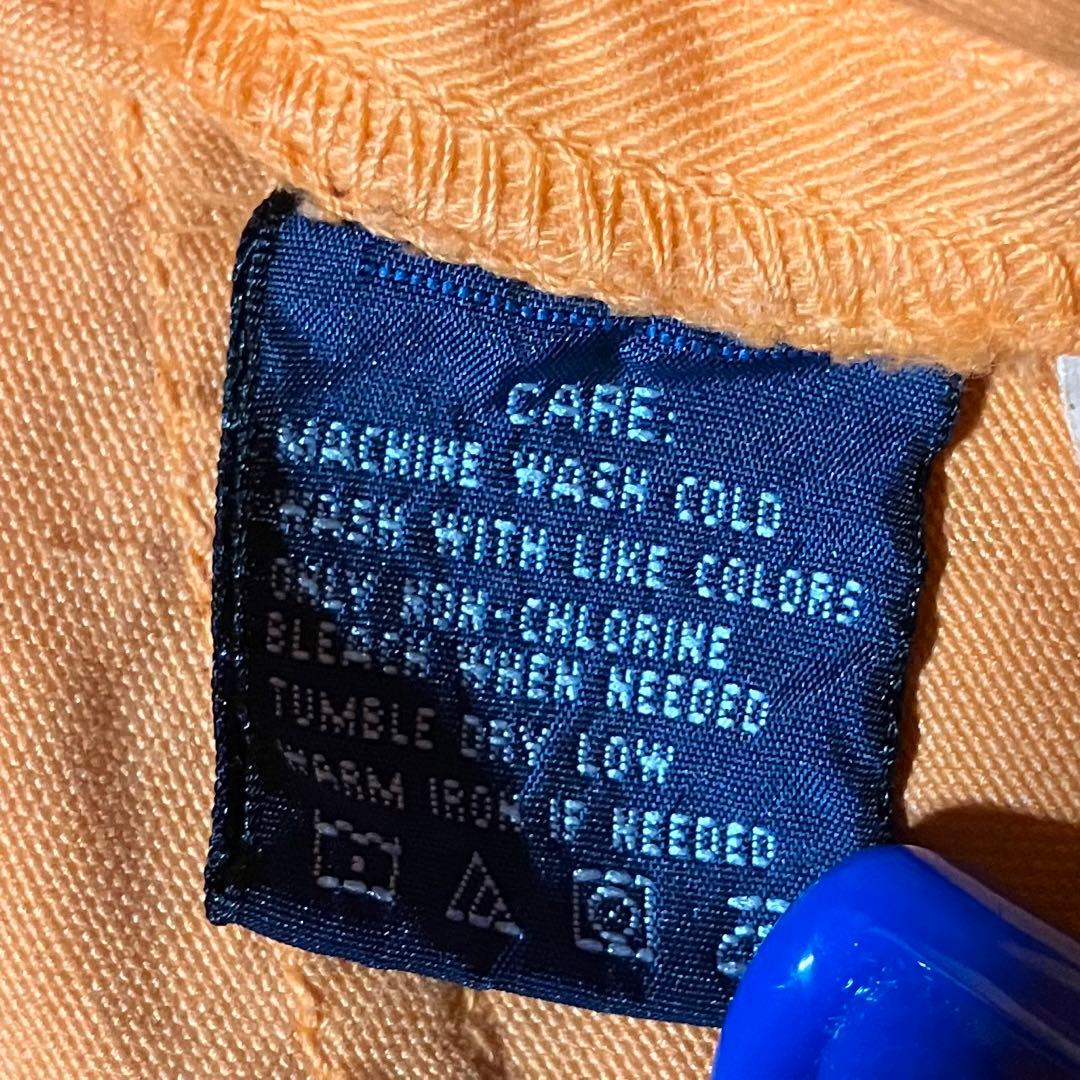 CARE:
MACHINE WASH COLD
WASH WITH LIKE COLORS
ONLY NON-CHLORINE
BLEACH WHEN NEEDED
TUMBLE DRY LOW
WARM IRON IF NEEDED